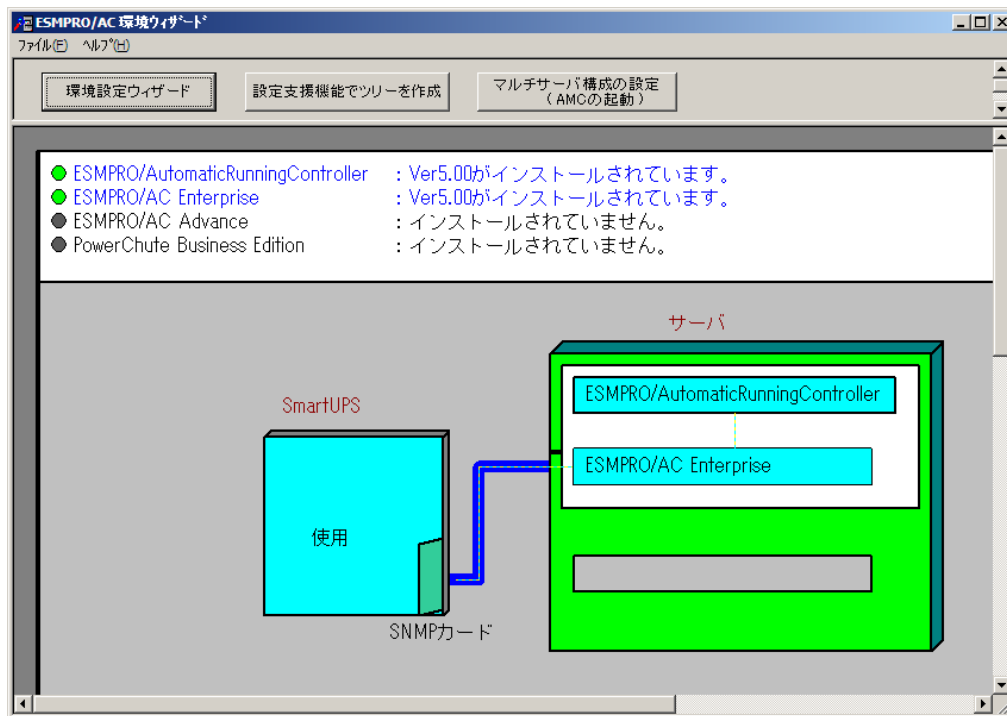 ESMPRO/AC 環境ウィザード
ファイル(F) ヘルプ(H)
環境設定ウィザード
設定支援機能でツリーを作成
マルチサーバ構成の設定
(AMCの起動)
ESMPRO/AutomaticRunningController : Ver5.00がインストールされています。
ESMPRO/AC Enterprise : Ver5.00がインストールされています。
ESMPRO/AC Advance : インストールされていません。
PowerChute Business Edition : インストールされていません。
サーバ
ESMPRO/AutomaticRunningController
SmartUPS
ESMPRO/AC Enterprise
使用
SNMPカード